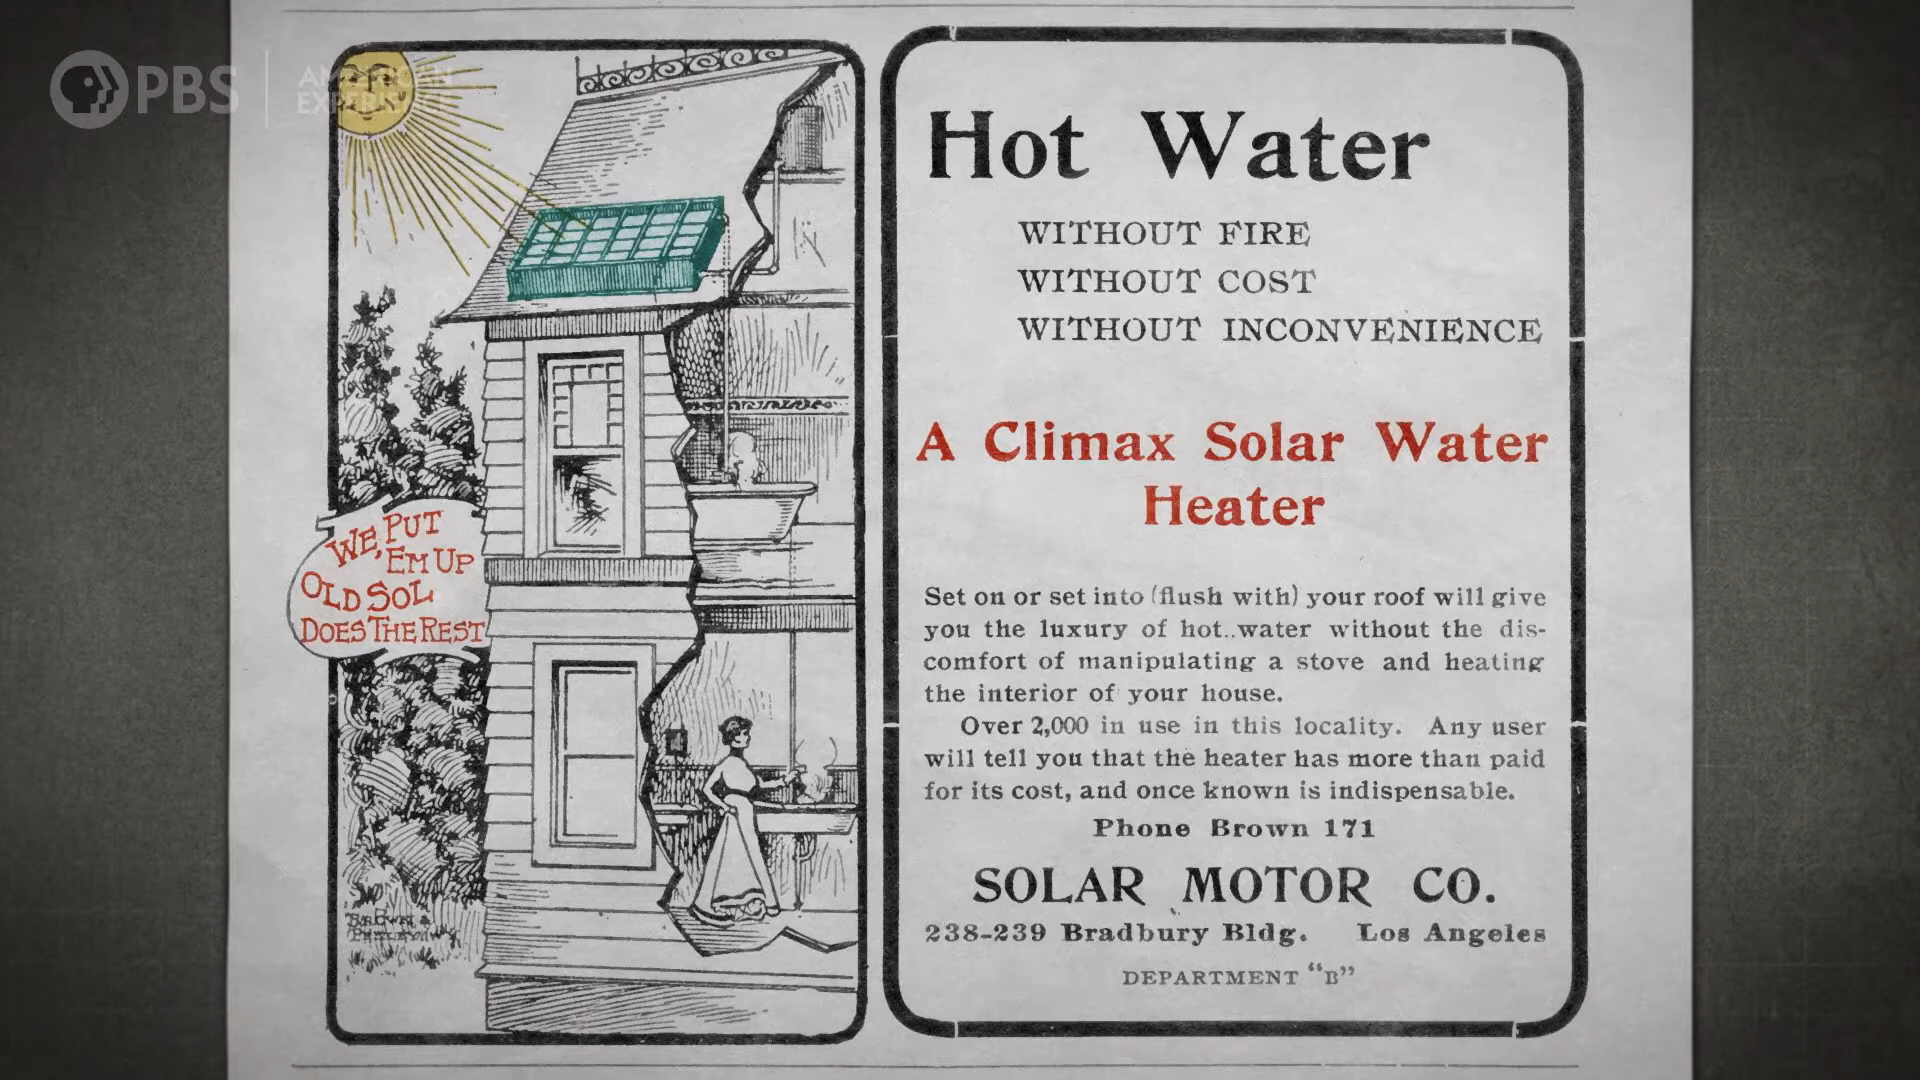 PBS
AMERICAN
EXPERIENCE
WE, PUT
'EM UP
OLD SOL
DOES THE REST
Hot Water
WITHOUT FIRE
WITHOUT COST
WITHOUT INCONVENIENCE
A Climax Solar Water
Heater
Set on or set into (flush with) your roof will give
you the luxury of hot..water without the dis-
comfort of manipulating a stove and heating
the interior of your house.
Over 2,000 in use in this locality. Any user
will tell you that the heater has more than paid
for its cost, and once known is indispensable.
Phone Brown 171
SOLAR MOTOR CO.
238-239 Bradbury Bldg. Los Angeles
DEPARTMENT "B"